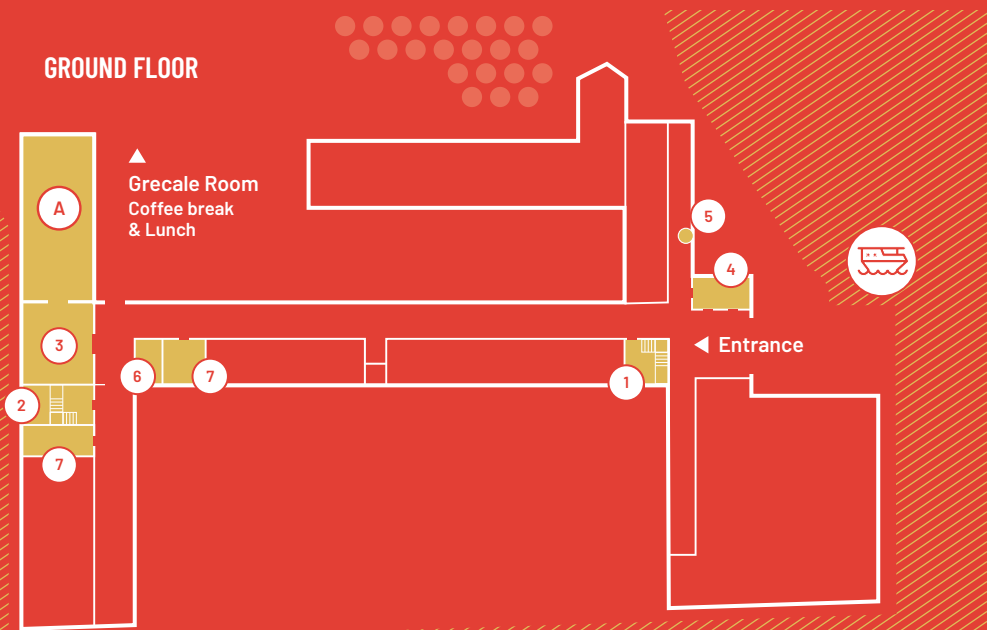 GROUND FLOOR
Grecale Room
Coffee break
& Lunch
A
5
4
Entrance
3
6
7
1
2
7